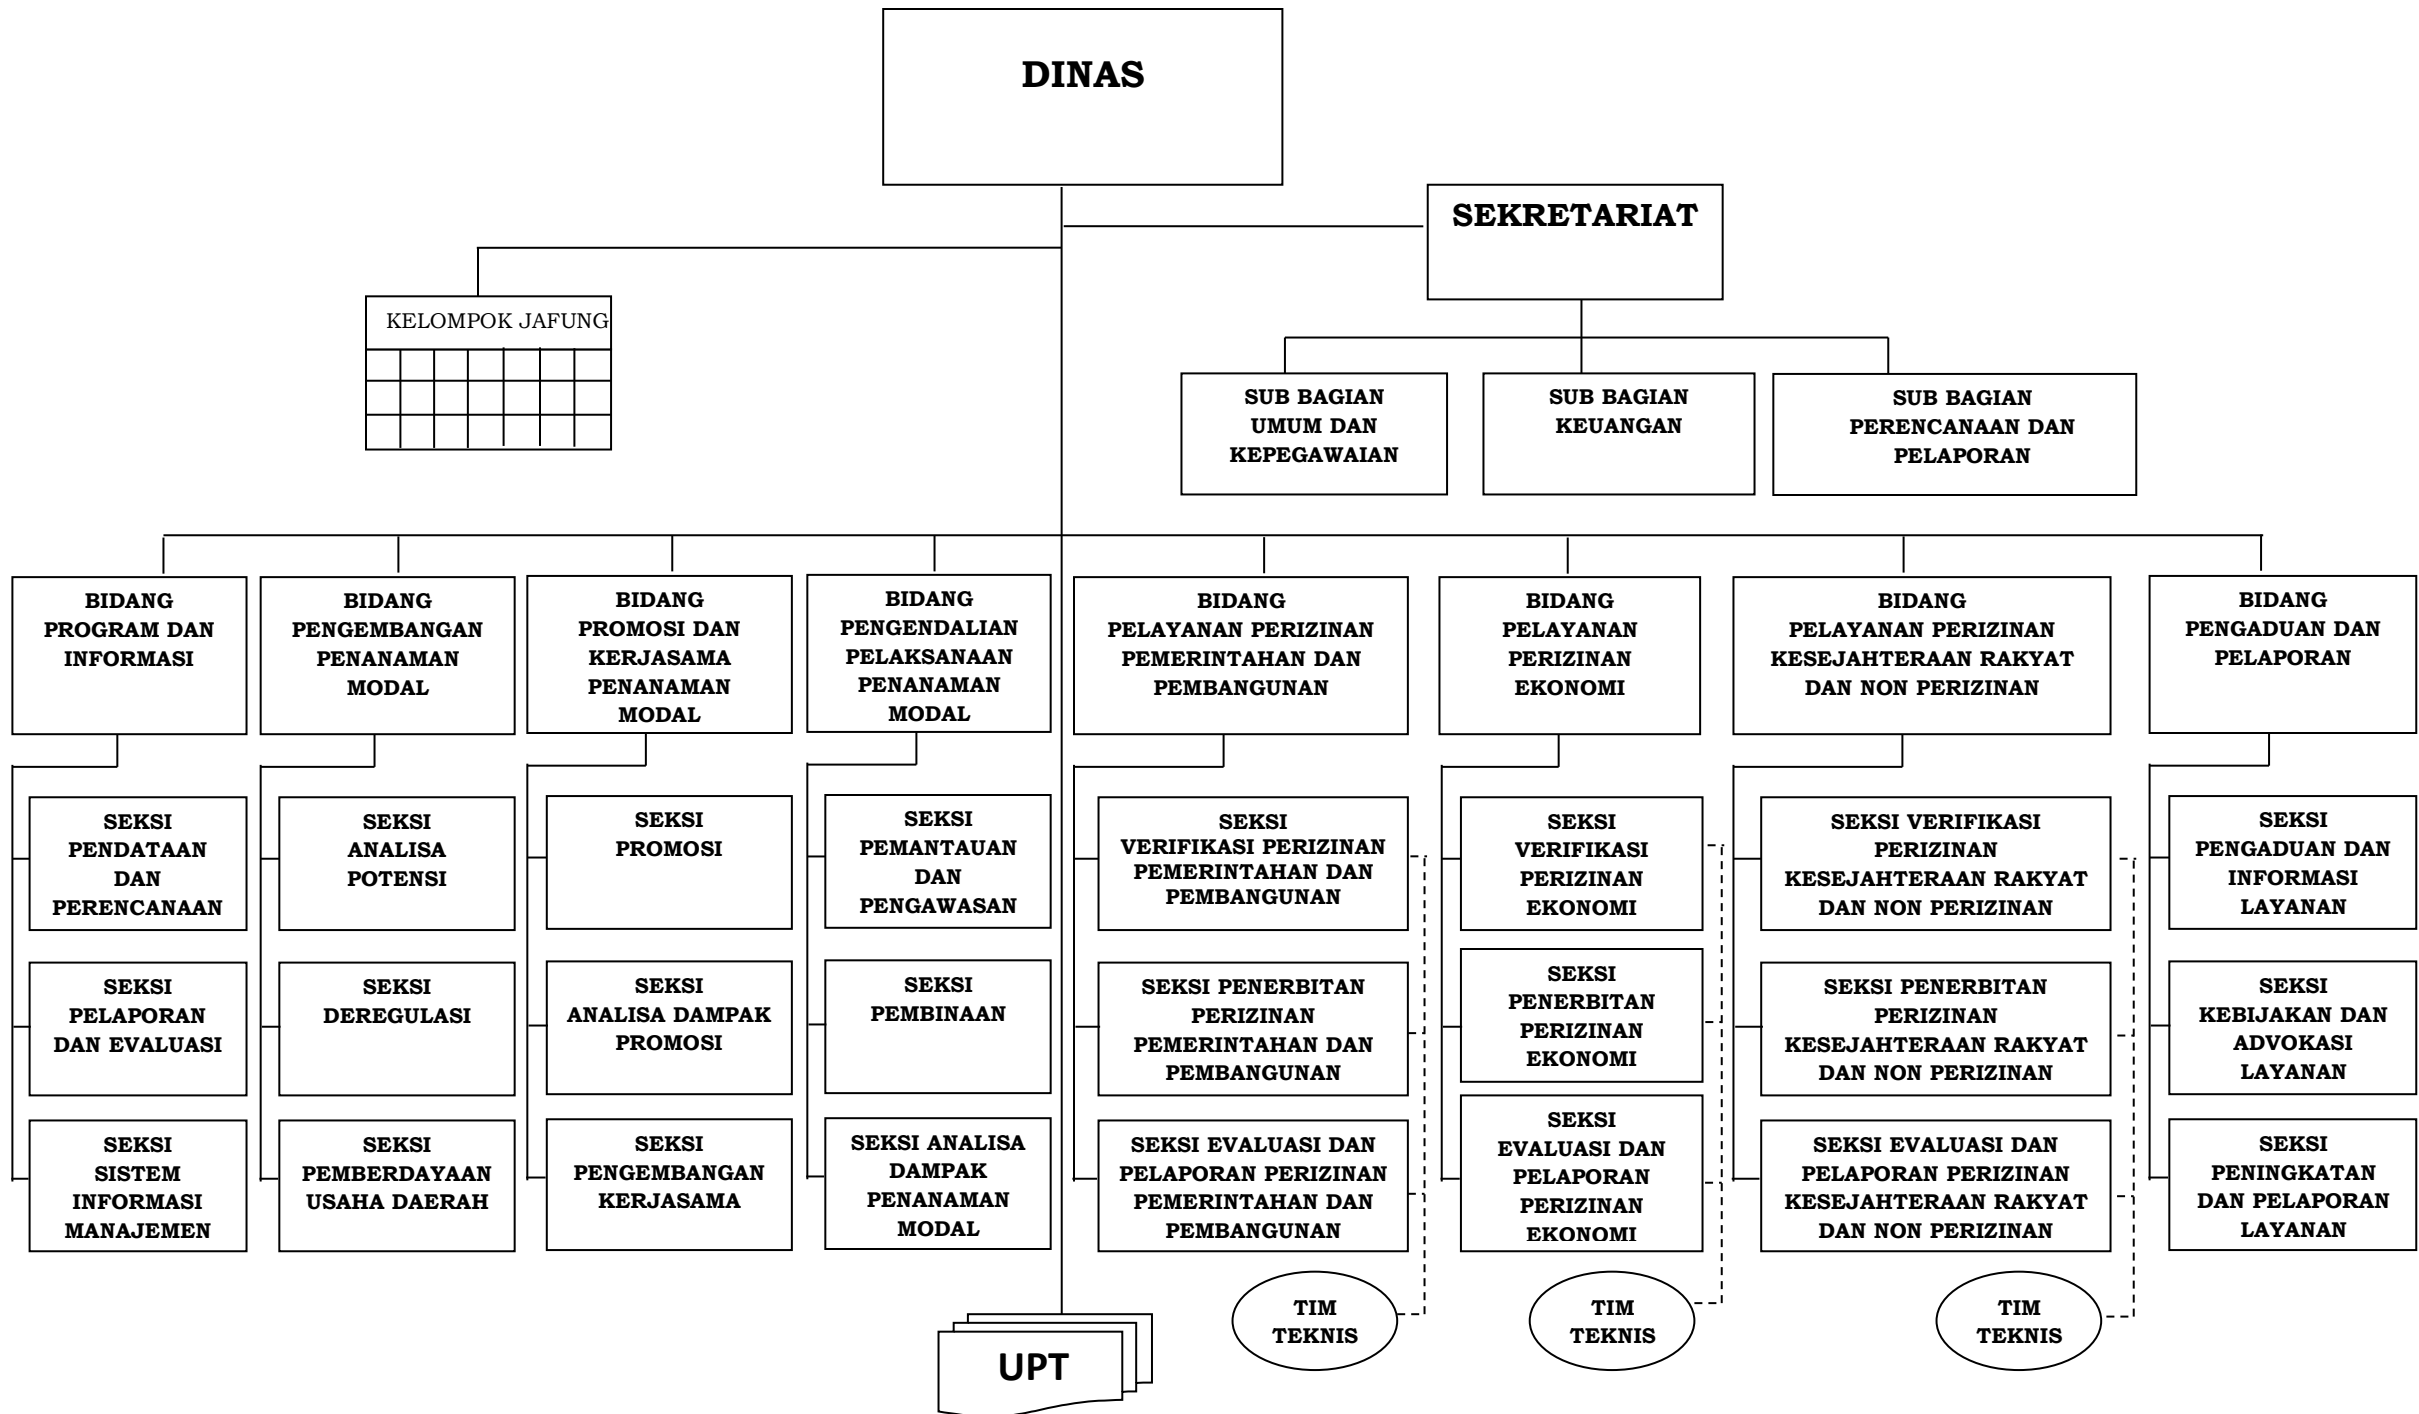 DINAS
SEKRETARIAT
KELOMPOK JAFUNG
SUB BAGIAN
UMUM DAN
KEPEGAWAIAN
SUB BAGIAN
KEUANGAN
SUB BAGIAN
PERENCANAAN DAN
PELAPORAN
BIDANG
PROGRAM DAN
INFORMASI
BIDANG
PENGEMBANGAN
PENANAMAN
MODAL
BIDANG
PROMOSI DAN
KERJASAMA
PENANAMAN
MODAL
BIDANG
PENGENDALIAN
PELAKSANAAN
PENANAMAN
MODAL
BIDANG
PELAYANAN PERIZINAN
PEMERINTAHAN DAN
PEMBANGUNAN
BIDANG
PELAYANAN
PERIZINAN
EKONOMI
BIDANG
PELAYANAN PERIZINAN
KESEJAHTERAAN RAKYAT
DAN NON PERIZINAN
BIDANG
PENGADUAN DAN
PELAPORAN
SEKSI
PENDATAAN
DAN
PERENCANAAN
SEKSI
ANALISA
POTENSI
SEKSI
PROMOSI
SEKSI
PEMANTAUAN
DAN
PENGAWASAN
SEKSI
VERIFIKASI PERIZINAN
PEMERINTAHAN DAN
PEMBANGUNAN
SEKSI
VERIFIKASI
PERIZINAN
EKONOMI
SEKSI VERIFIKASI
PERIZINAN
KESEJAHTERAAN RAKYAT
DAN NON PERIZINAN
SEKSI
PENGADUAN DAN
INFORMASI
LAYANAN
SEKSI
PELAPORAN
DAN EVALUASI
SEKSI
DEREGULASI
SEKSI
ANALISA DAMPAK
PROMOSI
SEKSI
PEMBINAAN
SEKSI PENERBITAN
PERIZINAN
PEMERINTAHAN DAN
PEMBANGUNAN
SEKSI
PENERBITAN
PERIZINAN
EKONOMI
SEKSI PENERBITAN
PERIZINAN
KESEJAHTERAAN RAKYAT
DAN NON PERIZINAN
SEKSI
KEBIJAKAN DAN
ADVOKASI
LAYANAN
SEKSI
SISTEM
INFORMASI
MANAJEMEN
SEKSI
PEMBERDAYAAN
USAHA DAERAH
SEKSI
PENGEMBANGAN
KERJASAMA
SEKSI ANALISA
DAMPAK
PENANAMAN
MODAL
SEKSI EVALUASI DAN
PELAPORAN PERIZINAN
PEMERINTAHAN DAN
PEMBANGUNAN
SEKSI
EVALUASI DAN
PELAPORAN
PERIZINAN
EKONOMI
SEKSI EVALUASI DAN
PELAPORAN PERIZINAN
KESEJAHTERAAN RAKYAT
DAN NON PERIZINAN
SEKSI
PENINGKATAN
DAN PELAPORAN
LAYANAN
TIM
TEKNIS
TIM
TEKNIS
TIM
TEKNIS
UPT